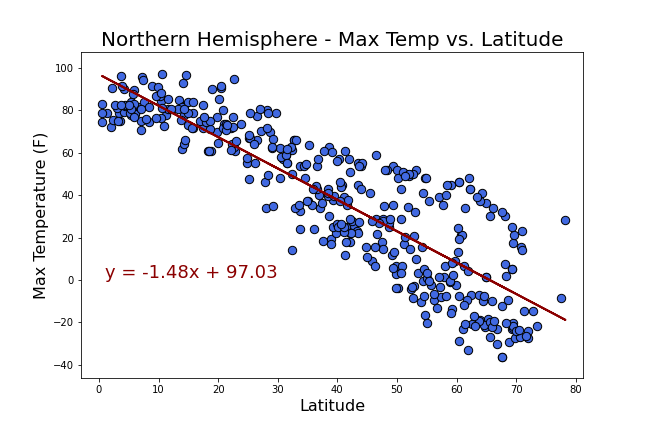 Northern Hemisphere - Max Temp vs. Latitude
Max Temperature (F)
100
80
60
40
20
0
−20
−40
y = -1.48x + 97.03
0 10 20 30 40 50 60 70 80
Latitude